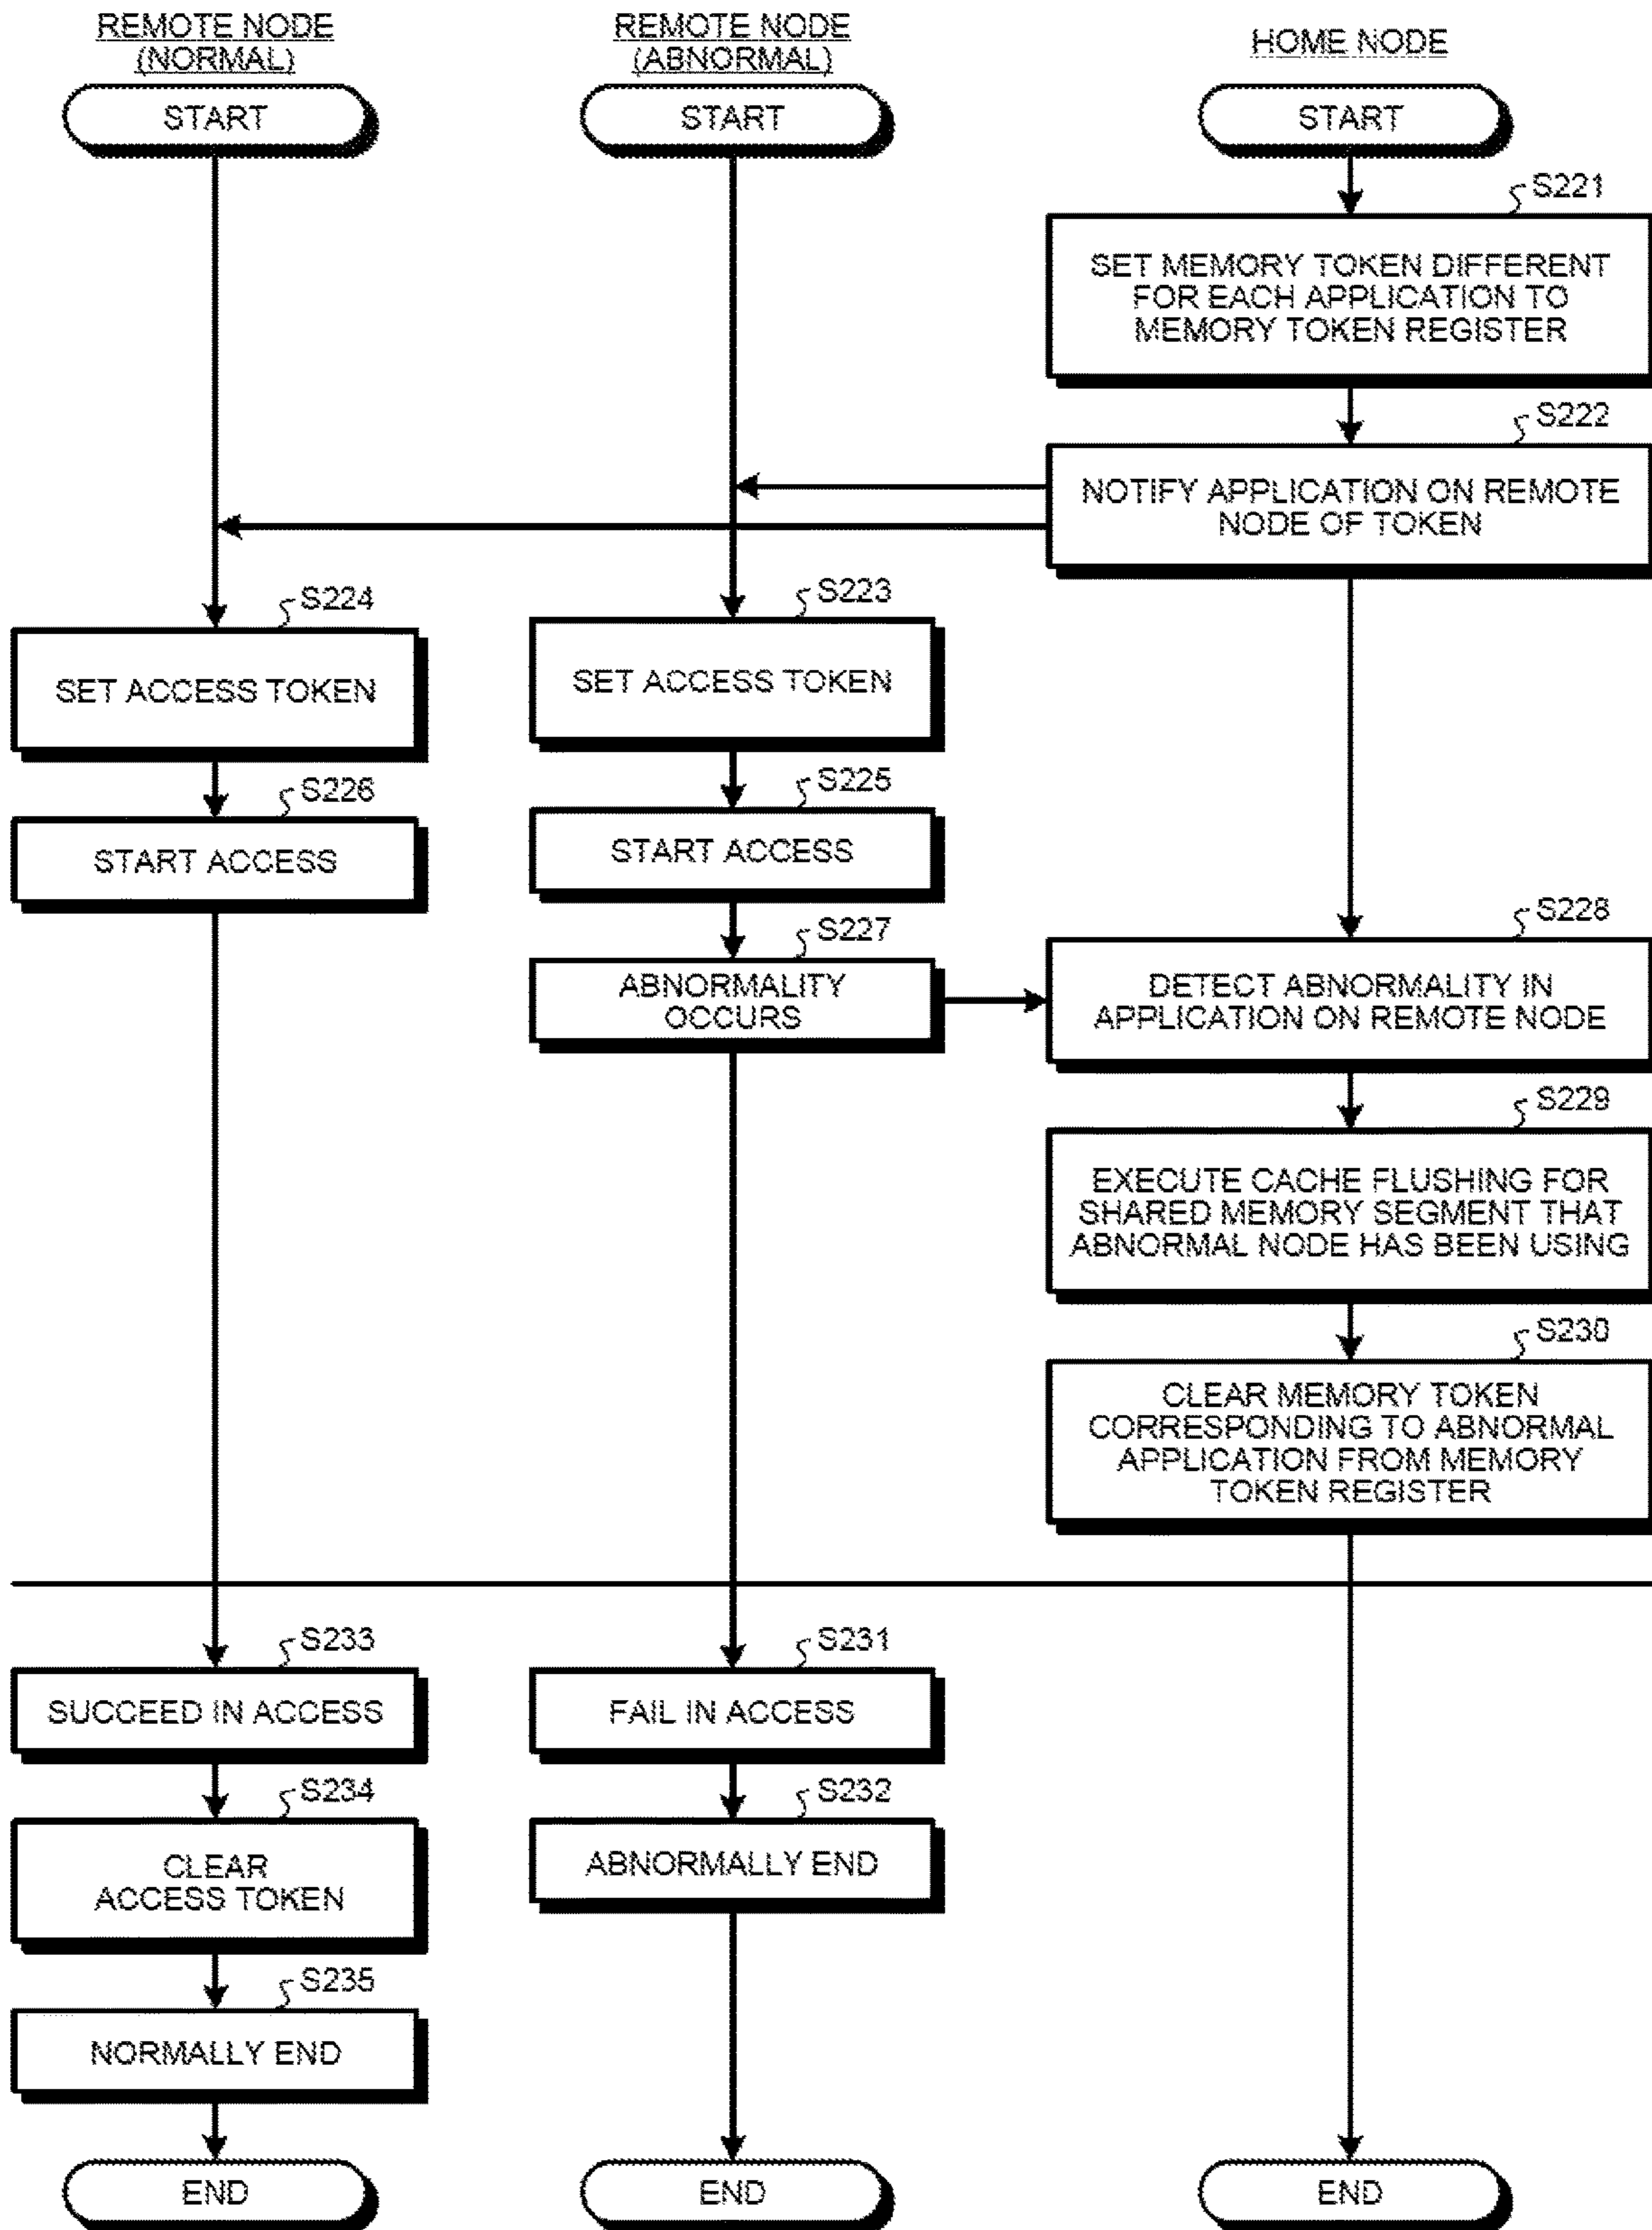 REMOTE NODE
(NORMAL)
REMOTE NODE
(ABNORMAL)
HOME NODE
START
START
START
S221
SET MEMORY TOKEN DIFFERENT
FOR EACH APPLICATION TO
MEMORY TOKEN REGISTER
S222
NOTIFY APPLICATION ON REMOTE
NODE OF TOKEN
S224
SET ACCESS TOKEN
S223
SET ACCESS TOKEN
S226
START ACCESS
S225
START ACCESS
S227
ABNORMALITY
OCCURS
S228
DETECT ABNORMALITY IN
APPLICATION ON REMOTE NODE
S229
EXECUTE CACHE FLUSHING FOR
SHARED MEMORY SEGMENT THAT
ABNORMAL NODE HAS BEEN USING
S230
CLEAR MEMORY TOKEN
CORRESPONDING TO ABNORMAL
APPLICATION FROM MEMORY
TOKEN REGISTER
S233
SUCCEED IN ACCESS
S231
FAIL IN ACCESS
S234
CLEAR
ACCESS TOKEN
S232
ABNORMALLY END
S235
NORMALLY END
END
END
END